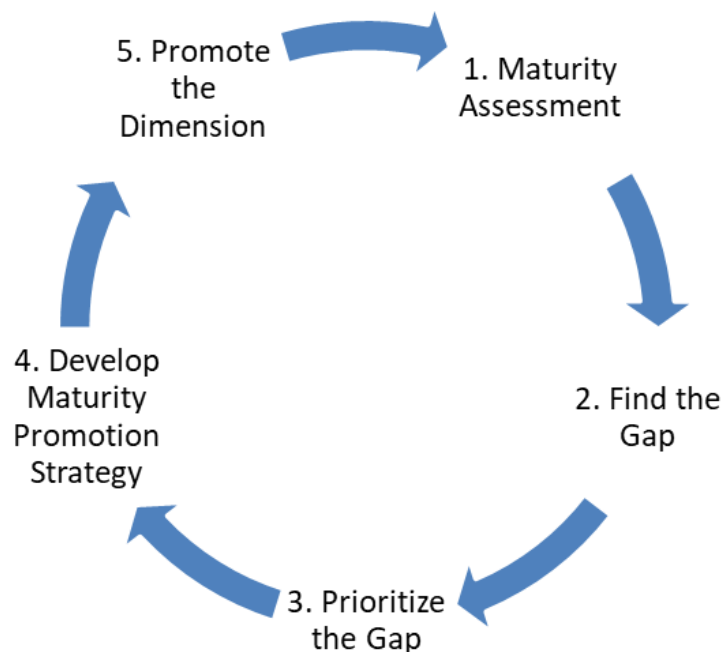 1. Maturity
Assessment
2. Find the
Gap
3. Prioritize
the Gap
4. Develop
Maturity
Promotion
Strategy
5. Promote
the
Dimension